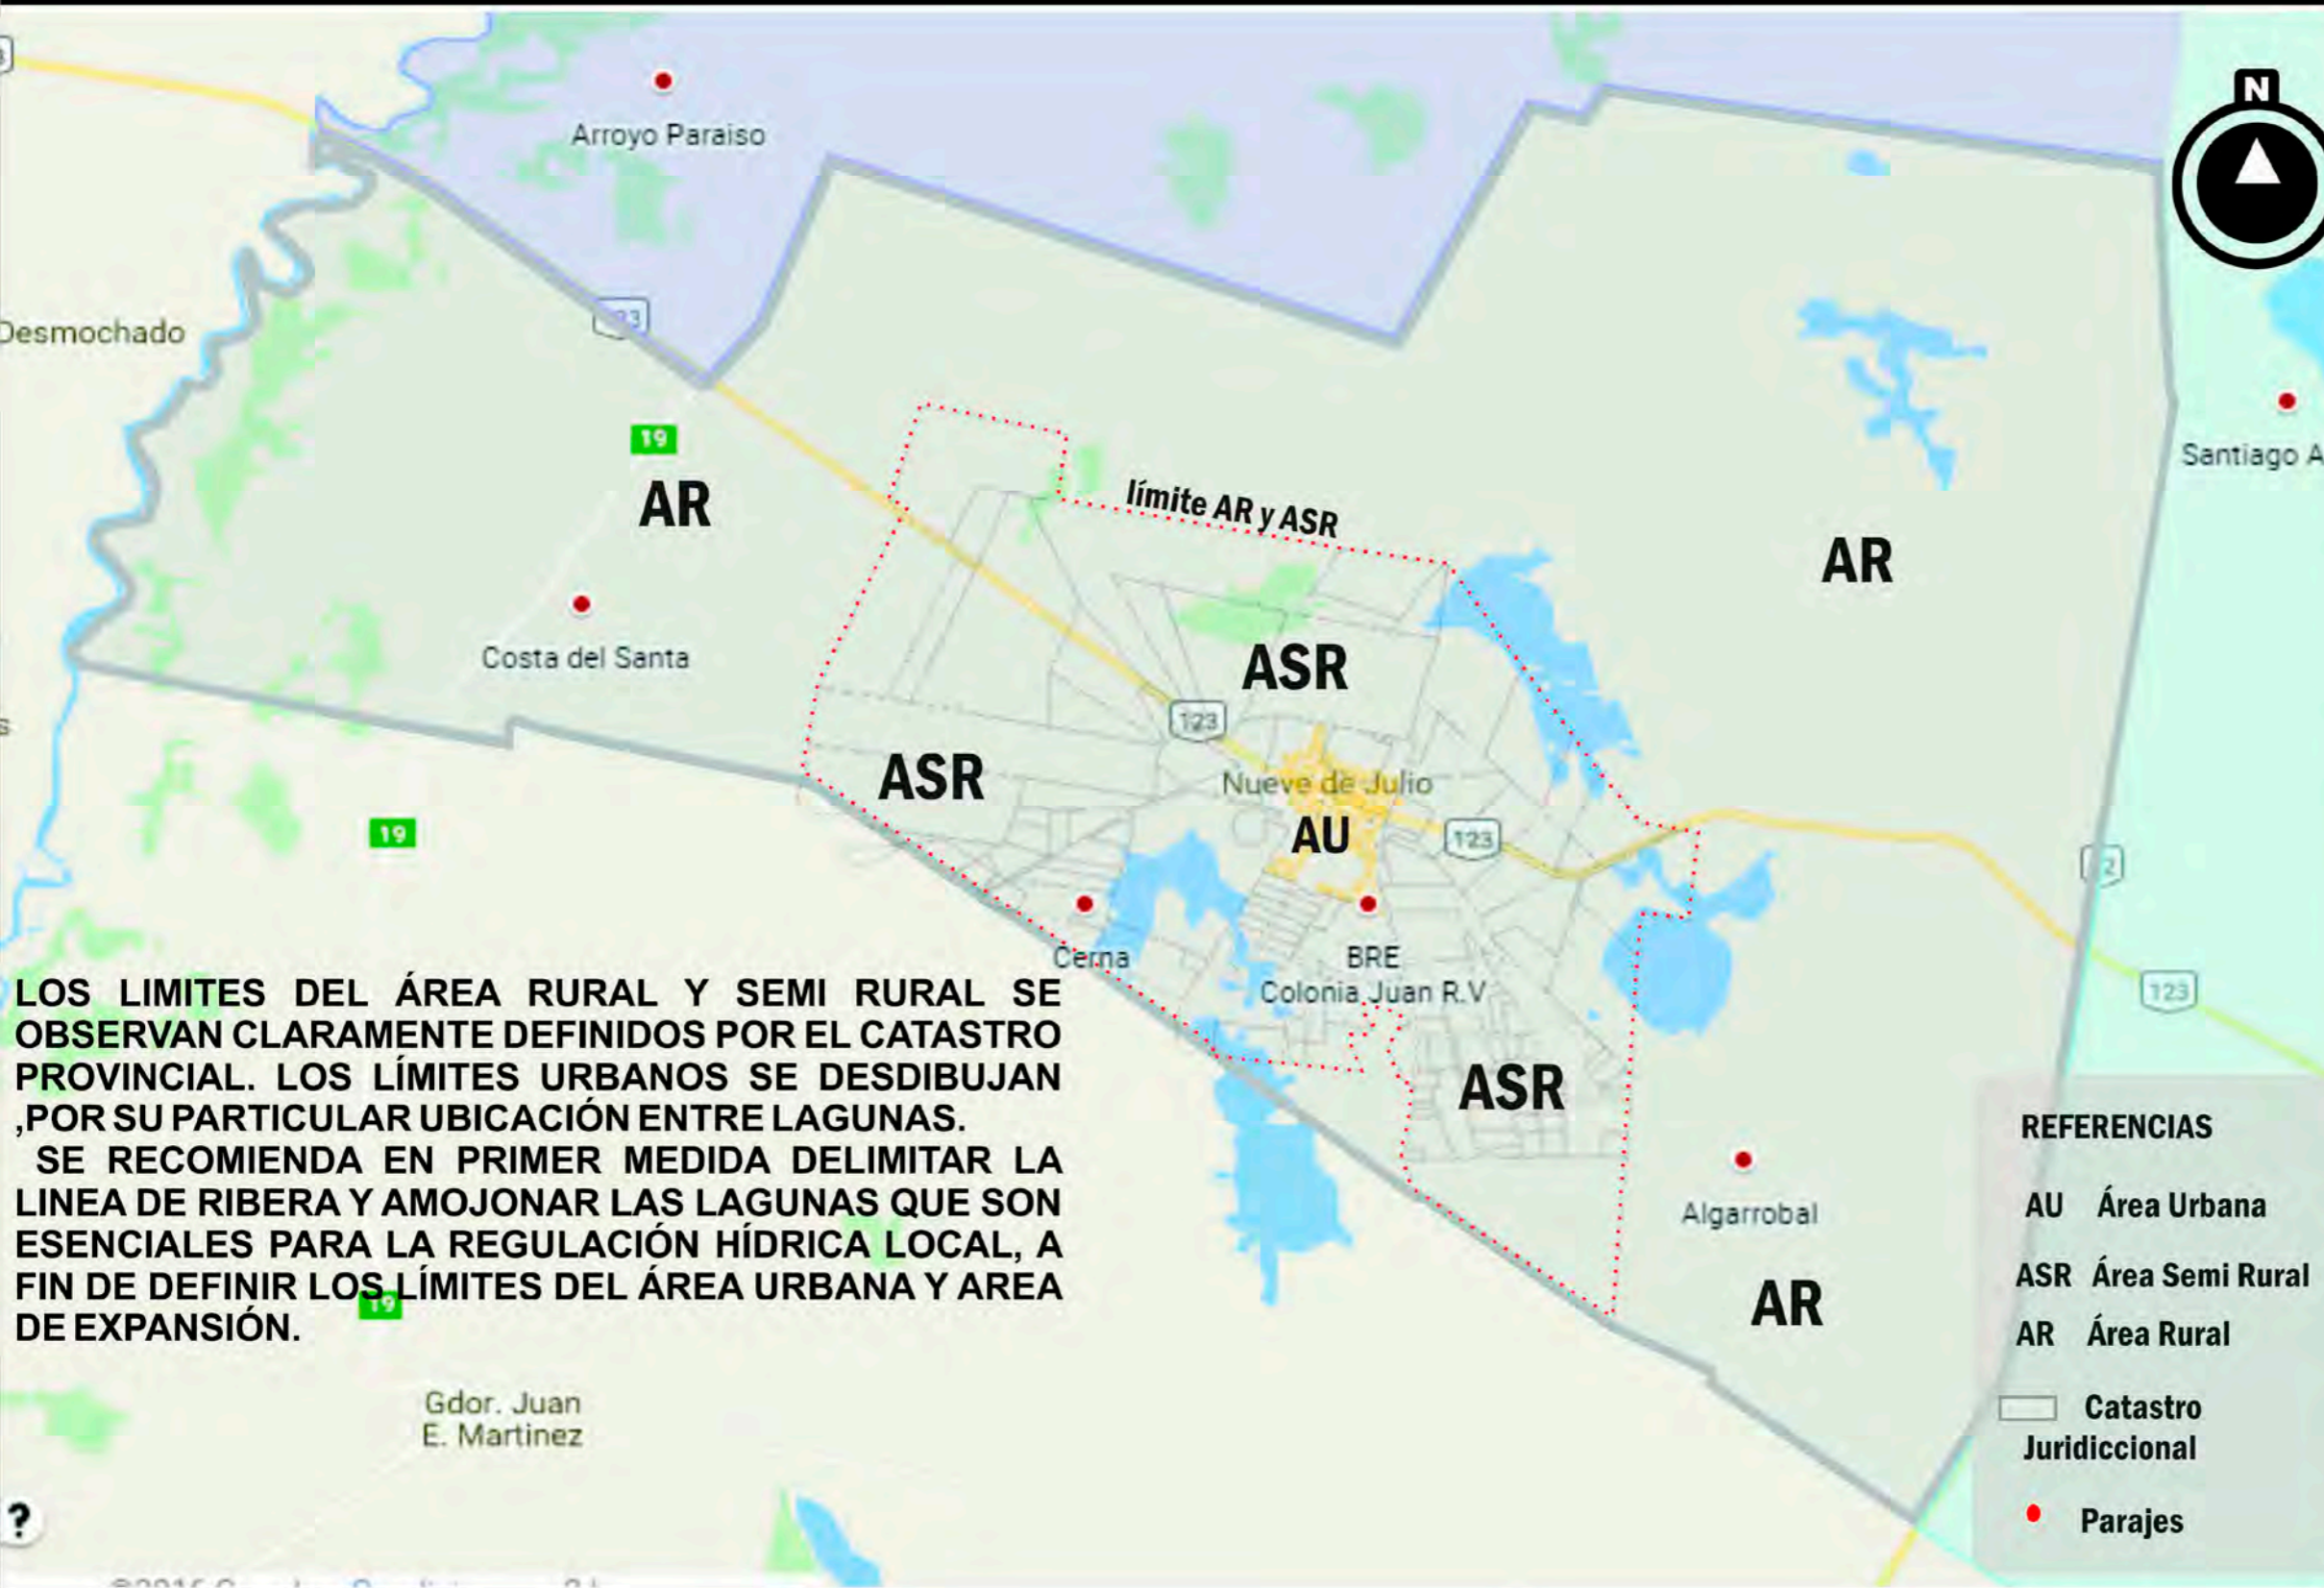 N
Arroyo Paraiso
Desmochado
19
AR
límite AR y ASR
Santiago A
AR
Costa del Santa
ASR
123
ASR
Nueve de Julio
AU
123
19
Cerna
BRE
Colonia Juan R.V
123
LOS LIMITES DEL ÁREA RURAL Y SEMI RURAL SE
OBSERVAN CLARAMENTE DEFINIDOS POR EL CATASTRO
PROVINCIAL. LOS LÍMITES URBANOS SE DESDIBUJAN
,POR SU PARTICULAR UBICACIÓN ENTRE LAGUNAS.
SE RECOMIENDA EN PRIMER MEDIDA DELIMITAR LA
LINEA DE RIBERA Y AMOJONAR LAS LAGUNAS QUE SON
ESENCIALES PARA LA REGULACIÓN HÍDRICA LOCAL, A
FIN DE DEFINIR LOS LÍMITES DEL ÁREA URBANA Y AREA
DE EXPANSIÓN.
19
ASR
Algarrobal
AR
Gdor. Juan
E. Martinez
?
REFERENCIAS
AU Área Urbana
ASR Área Semi Rural
AR Área Rural
Catastro
Juridiccional
Parajes